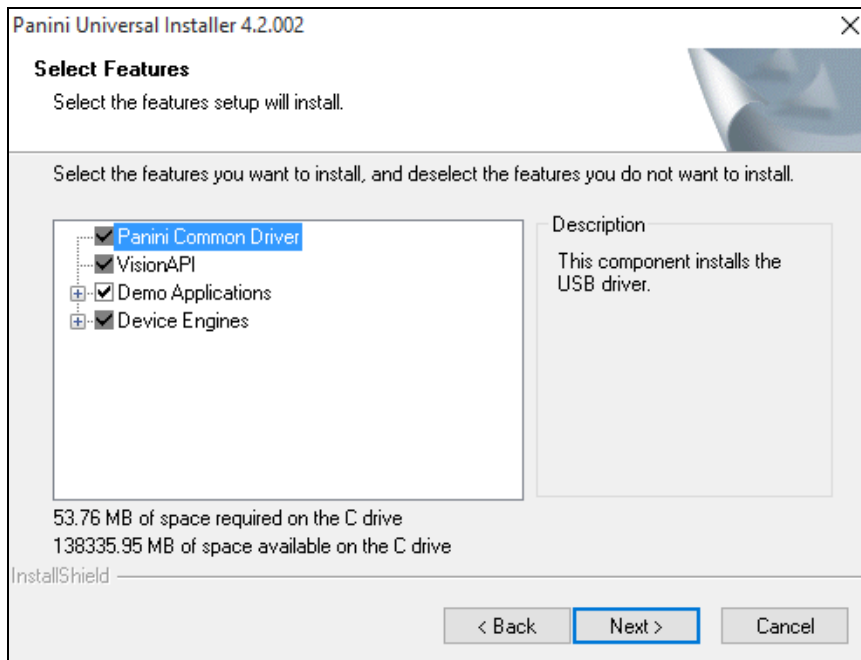 Panini Universal Installer 4.2.002
Select Features
Select the features setup will install.
Select the features you want to install, and deselect the features you do not want to install.
Panini Common Driver
VisionAPI
Demo Applications
Device Engines
Description
This component installs the
USB driver.
53.76 MB of space required on the C drive
138335.95 MB of space available on the C drive
InstallShield
< Back
Next >
Cancel